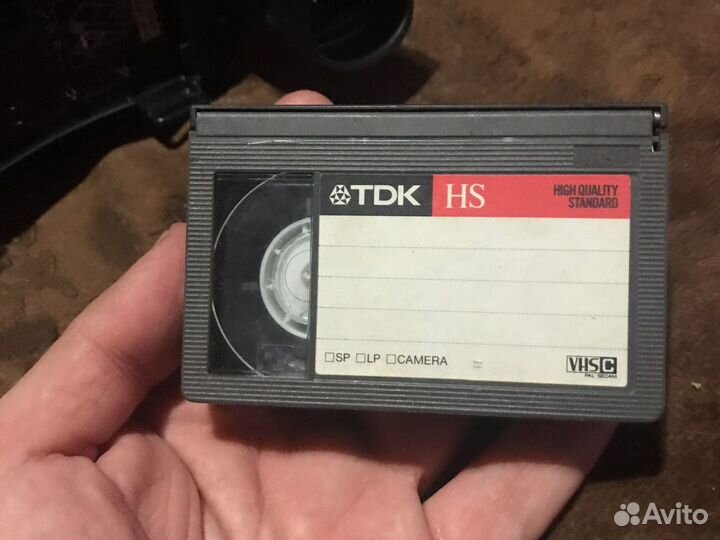 TDK HS HIGH QUALITY
STANDARD
SP LP CAMERA
VHS C
PAL SECAM
Avito